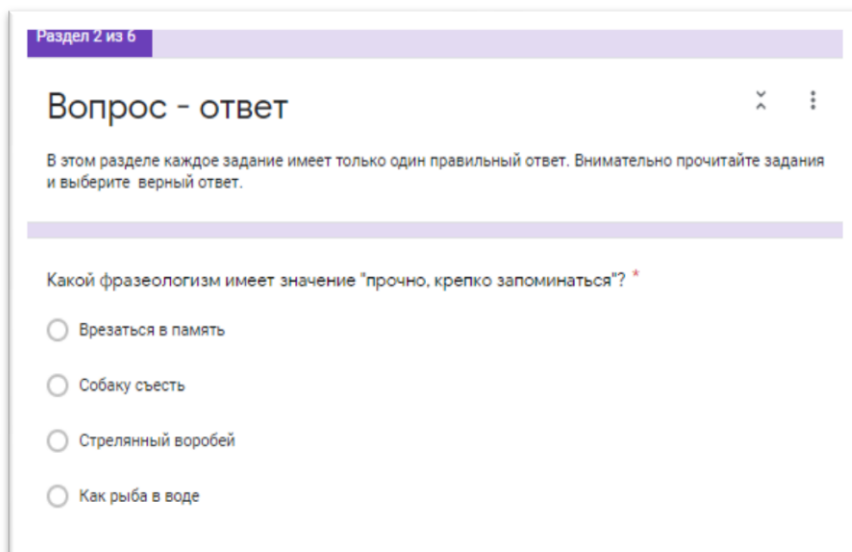 Раздел 2 из 6
Вопрос - ответ
В этом разделе каждое задание имеет только один правильный ответ. Внимательно прочитайте задания
и выберите верный ответ.
Какой фразеологизм имеет значение "прочно, крепко запоминаться"? *
Врезаться в память
Собаку съесть
Стрелянный воробей
Как рыба в воде